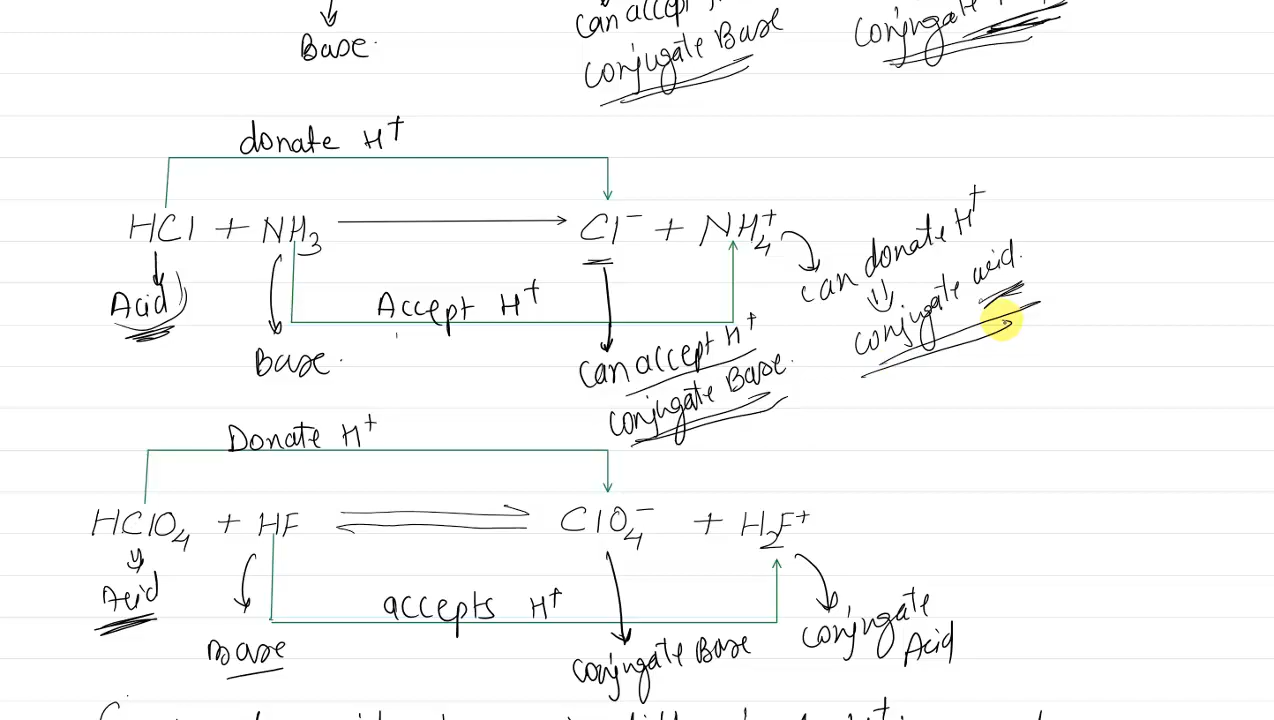 can accept
Base.
conjugate Base
conjugate
donate H⁺
HCl + NH₃ ⟶ Cl⁻ + NH₄⁺
can donate H⁺
Acid
Accept H⁺
conjugate acid.
Base.
can accept H⁺
conjugate Base.
Donate H⁺
HClO₄ + HF ⇌ ClO₄⁻ + H₂F⁺
Acid
accepts H⁺
conjugate
Acid
Base
conjugate Base